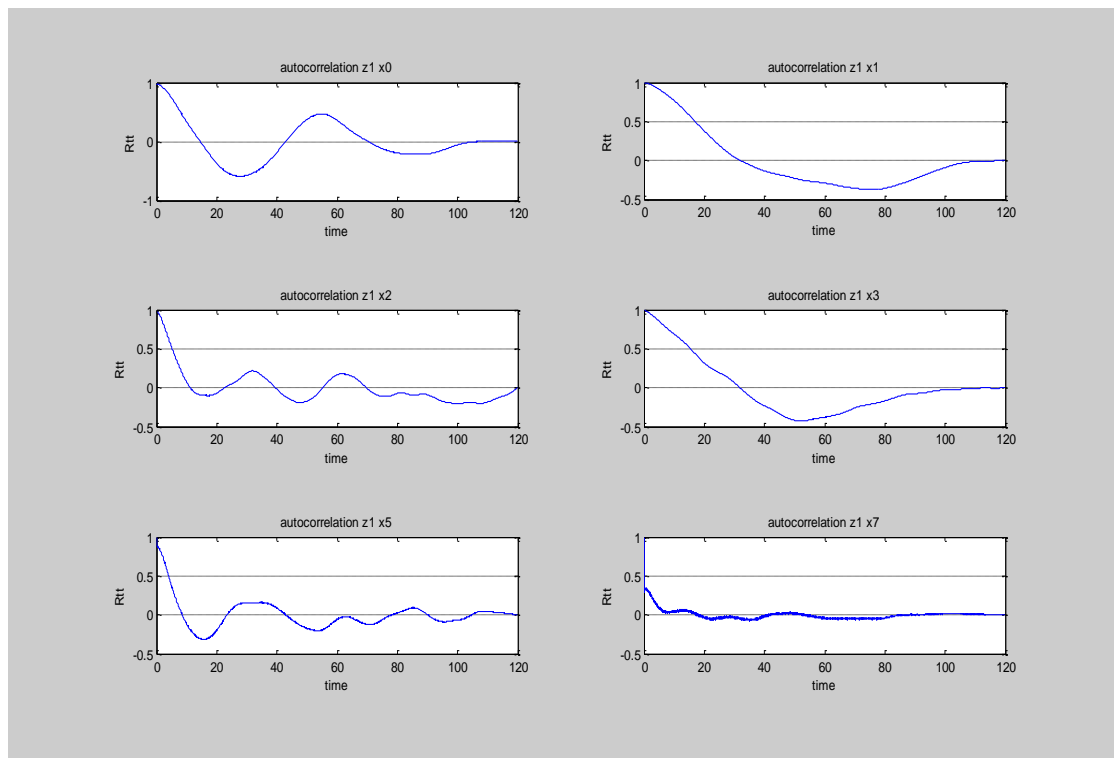 autocorrelation z1 x0
Rtt
1
0
-1
0 20 40 60 80 100 120
time
autocorrelation z1 x1
Rtt
1
0.5
0
-0.5
0 20 40 60 80 100 120
time
autocorrelation z1 x2
Rtt
1
0.5
0
-0.5
0 20 40 60 80 100 120
time
autocorrelation z1 x3
Rtt
1
0.5
0
-0.5
0 20 40 60 80 100 120
time
autocorrelation z1 x5
Rtt
1
0.5
0
-0.5
0 20 40 60 80 100 120
time
autocorrelation z1 x7
Rtt
1
0.5
0
-0.5
0 20 40 60 80 100 120
time